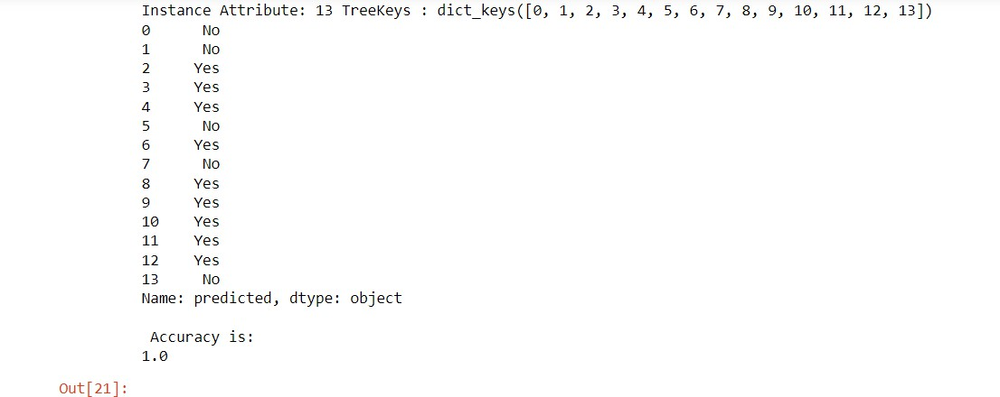 Instance Attribute: 13 TreeKeys : dict_keys([0, 1, 2, 3, 4, 5, 6, 7, 8, 9, 10, 11, 12, 13])
0 No
1 No
2 Yes
3 Yes
4 Yes
5 No
6 Yes
7 No
8 Yes
9 Yes
10 Yes
11 Yes
12 Yes
13 No
Name: predicted, dtype: object
Accuracy is:
1.0
Out[21]: